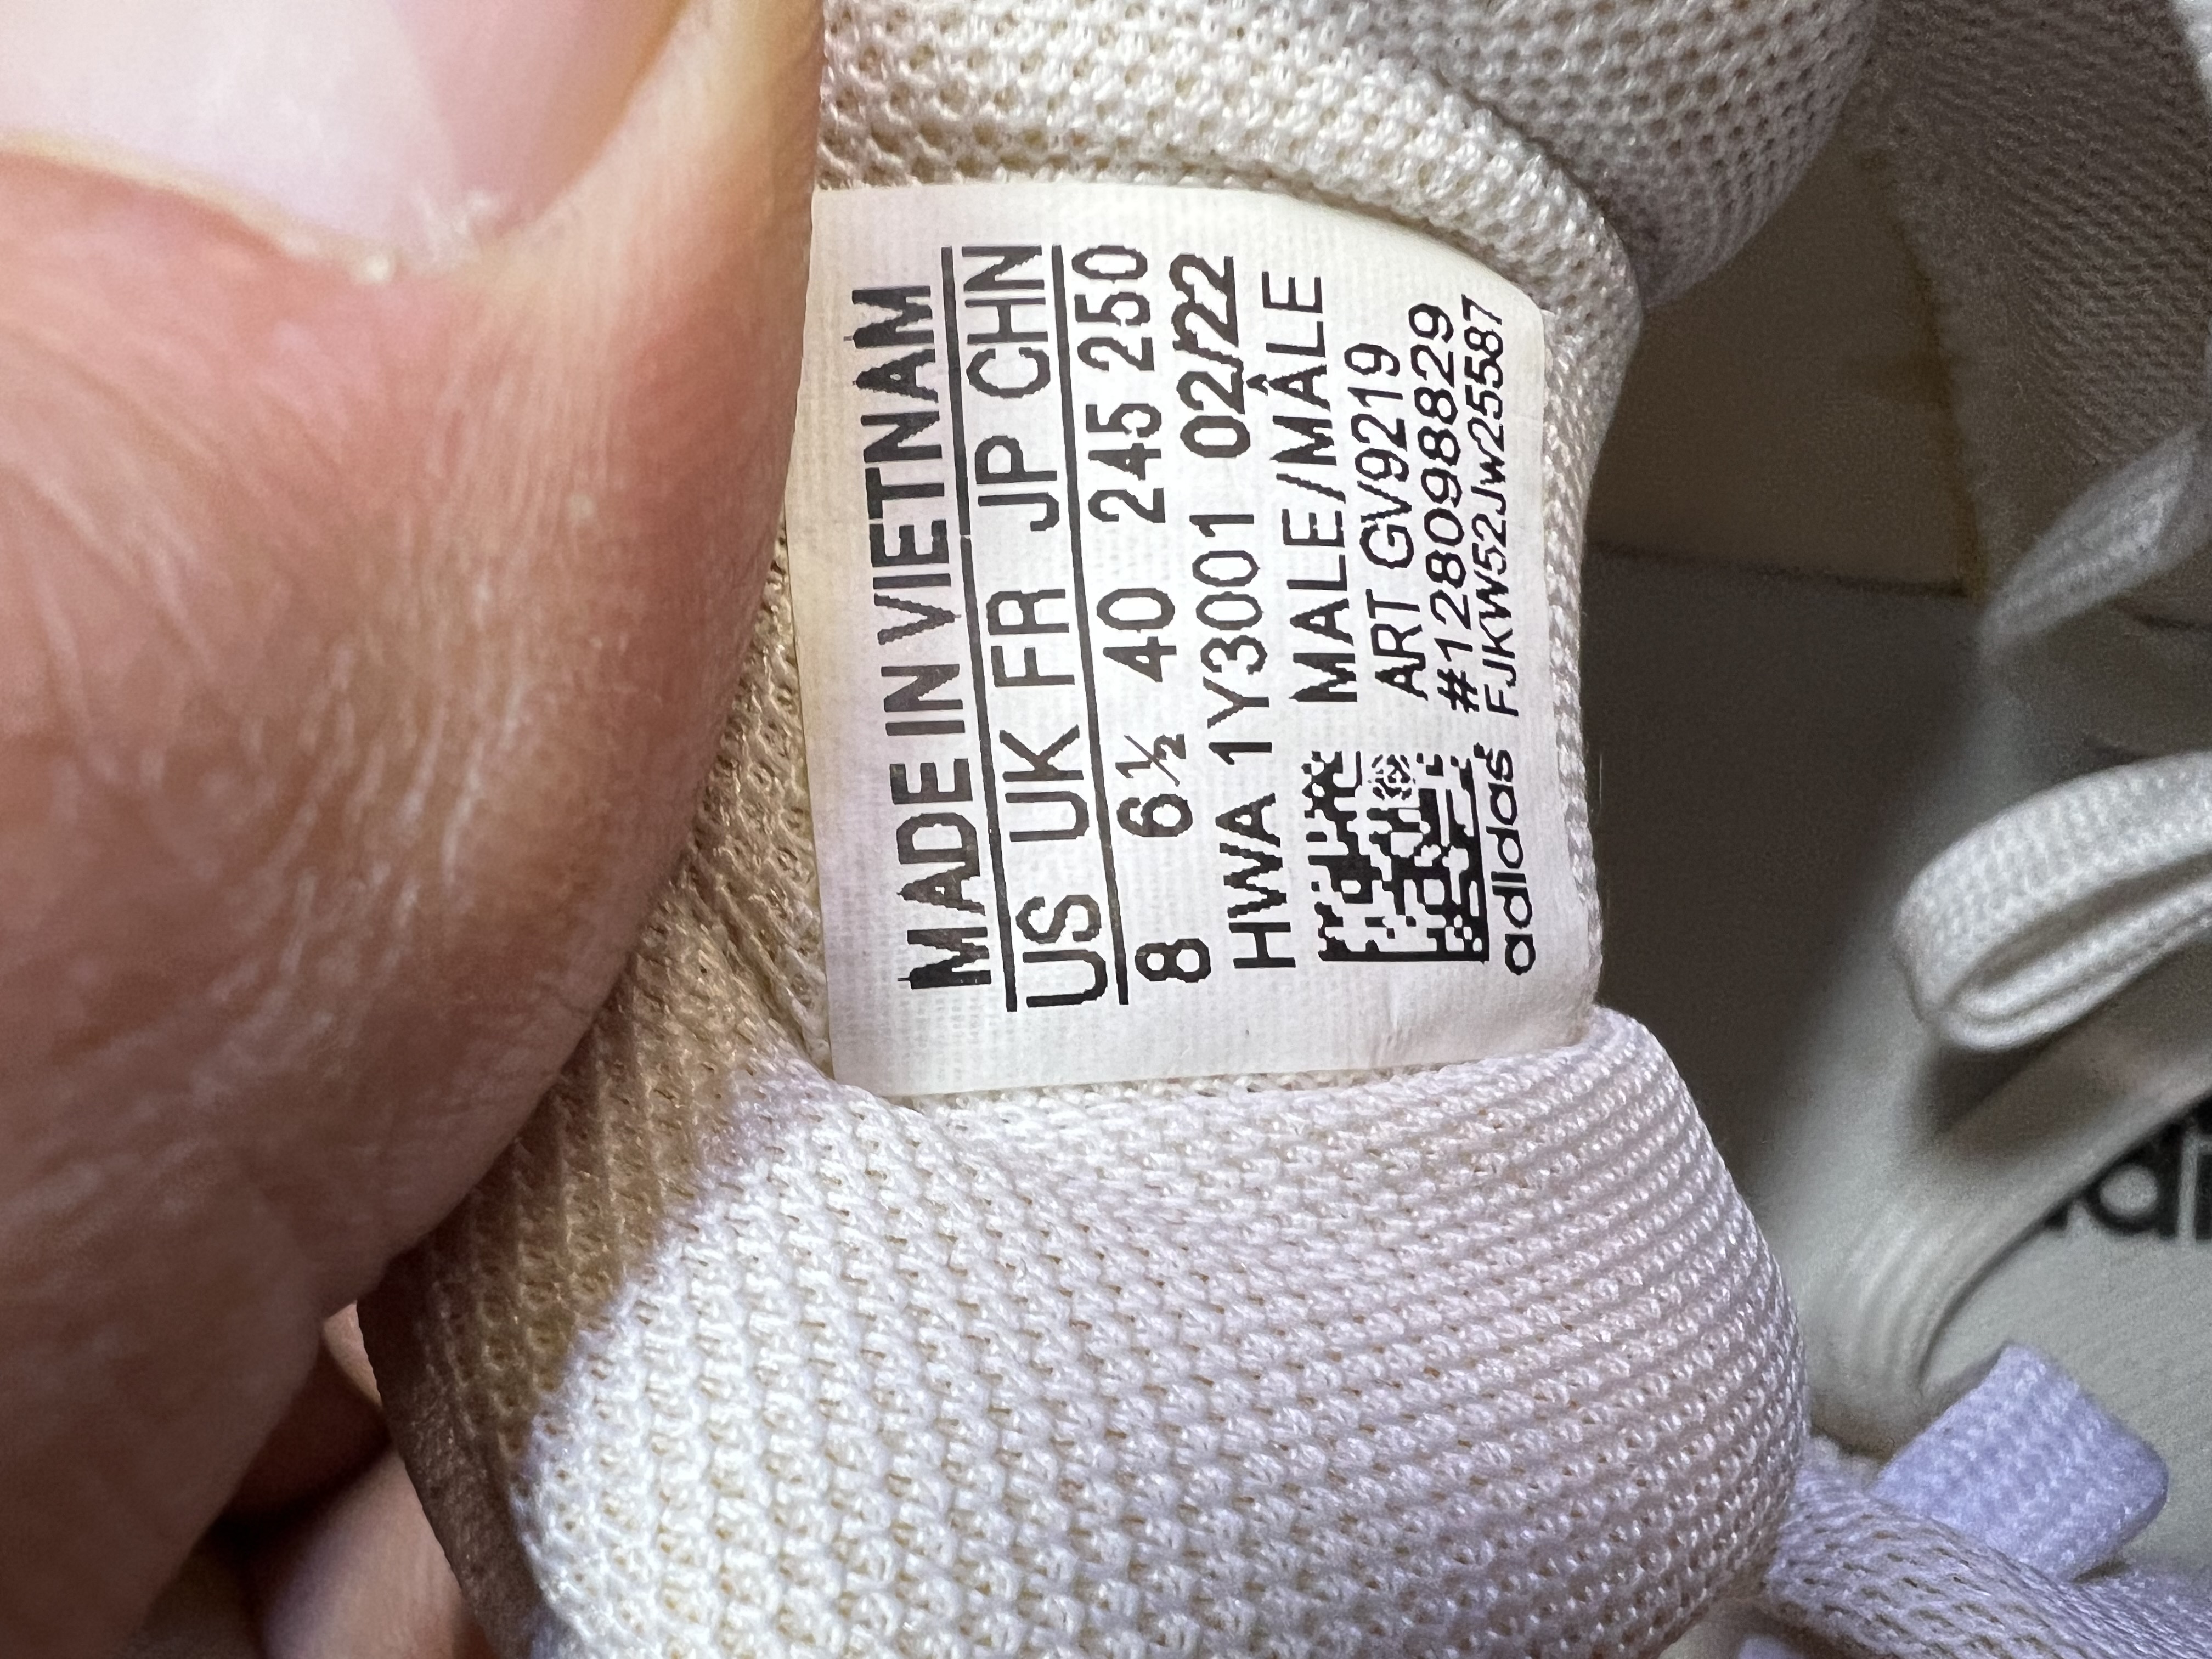 MADE IN VIETNAM
US UK FR JP CHN
8 6½ 40 245 250
HWA 1Y3001 02/22
MALE/MÂLE
ART GV9219
#128098829
adidas FJKW52Jw25587